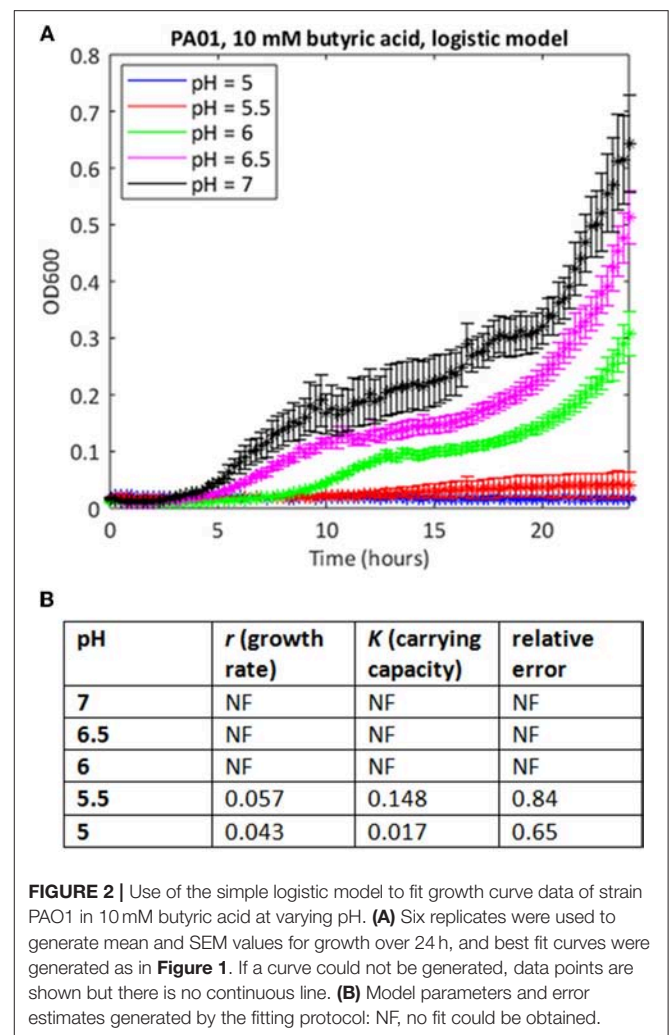 A
PA01, 10 mM butyric acid, logistic model
0.8
0.7
0.6
0.5
0.4
0.3
0.2
0.1
0
OD600
pH = 5
pH = 5.5
pH = 6
pH = 6.5
pH = 7
0 5 10 15 20
Time (hours)
B
pH r (growth rate) K (carrying capacity) relative error
7 NF NF NF
6.5 NF NF NF
6 NF NF NF
5.5 0.057 0.148 0.84
5 0.043 0.017 0.65
FIGURE 2 | Use of the simple logistic model to fit growth curve data of strain
PAO1 in 10 mM butyric acid at varying pH. (A) Six replicates were used to
generate mean and SEM values for growth over 24 h, and best fit curves were
generated as in Figure 1. If a curve could not be generated, data points are
shown but there is no continuous line. (B) Model parameters and error
estimates generated by the fitting protocol: NF, no fit could be obtained.